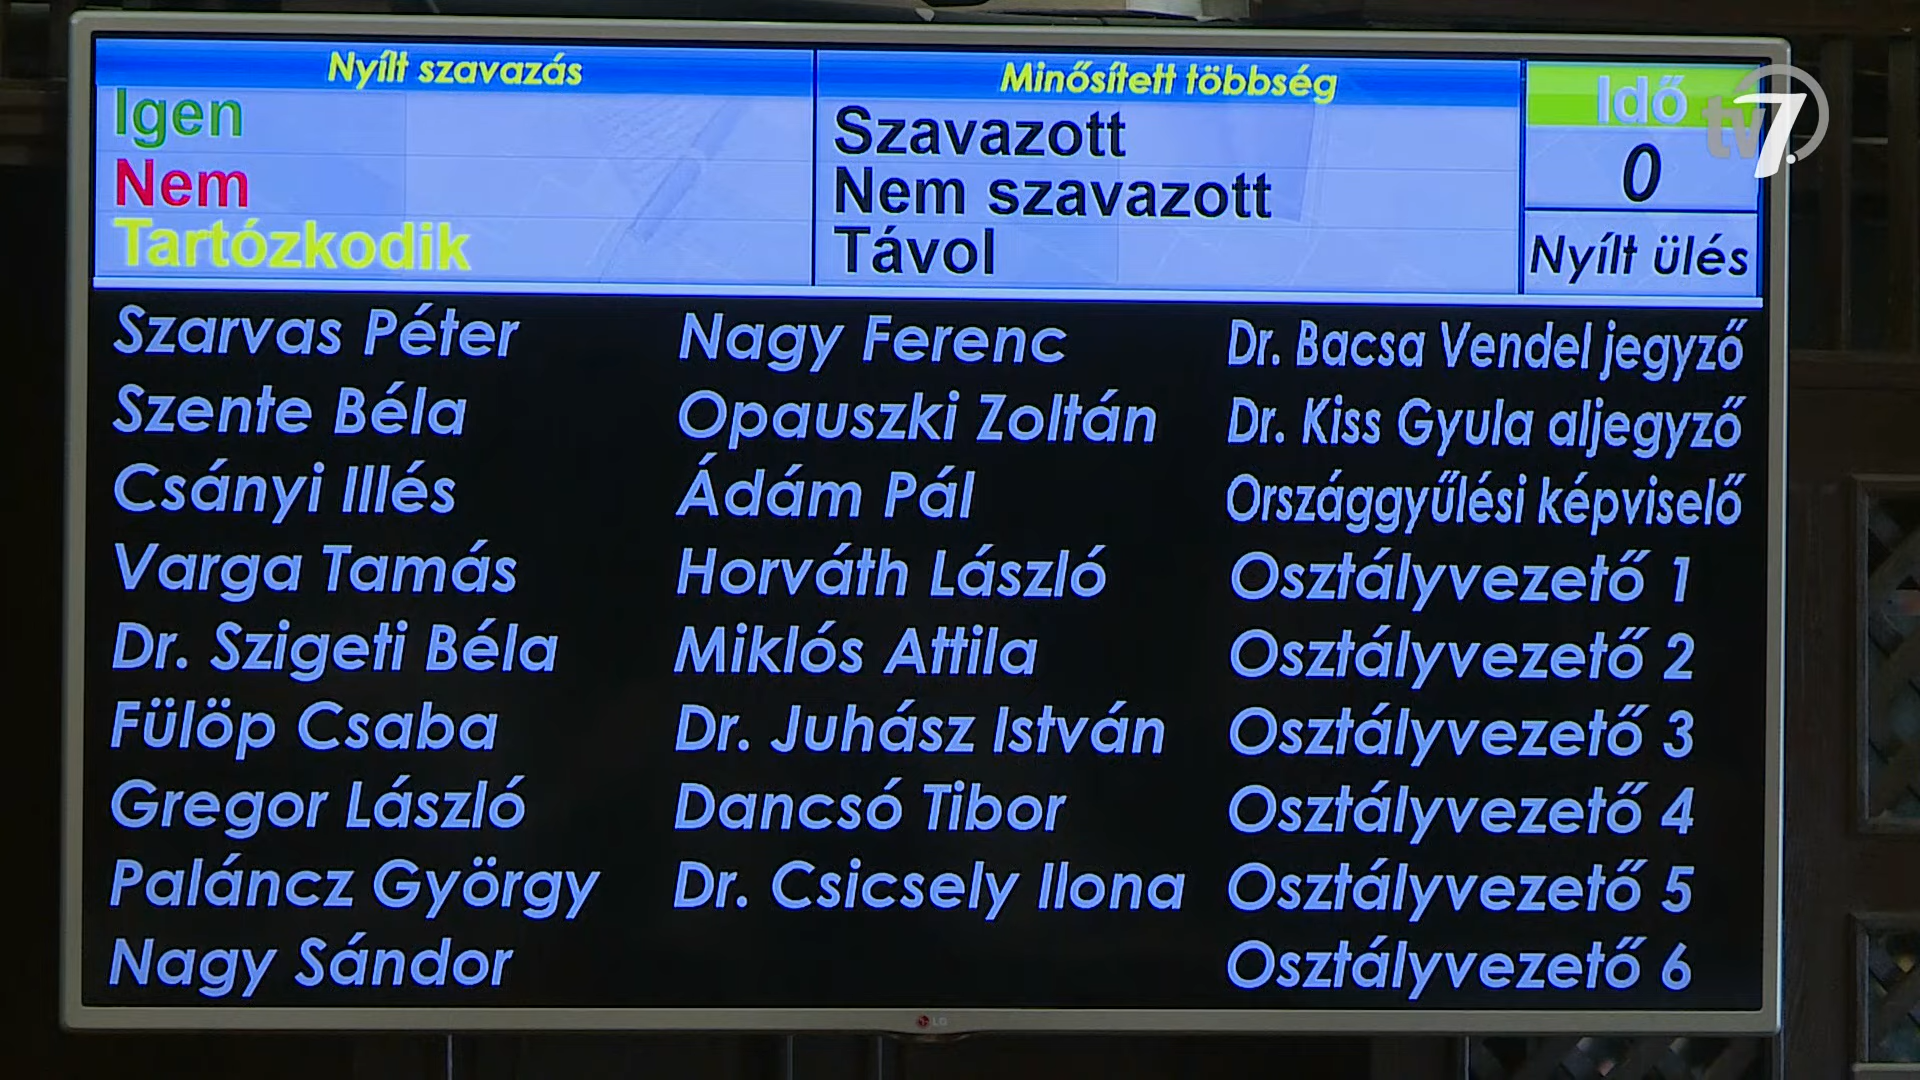 Nyílt szavazás
Igen
Nem
Tartózkodik
Minősített többség
Szavazott
Nem szavazott
Távol
Idő
0
Nyílt ülés
tv7.
Szarvas Péter
Szente Béla
Csányi Illés
Varga Tamás
Dr. Szigeti Béla
Fülöp Csaba
Gregor László
Paláncz György
Nagy Sándor
Nagy Ferenc
Opauszki Zoltán
Ádám Pál
Horváth László
Miklós Attila
Dr. Juhász István
Dancsó Tibor
Dr. Csicsely Ilona
Dr. Bacsa Vendel jegyző
Dr. Kiss Gyula aljegyző
Országgyűlési képviselő
Osztályvezető 1
Osztályvezető 2
Osztályvezető 3
Osztályvezető 4
Osztályvezető 5
Osztályvezető 6
LG